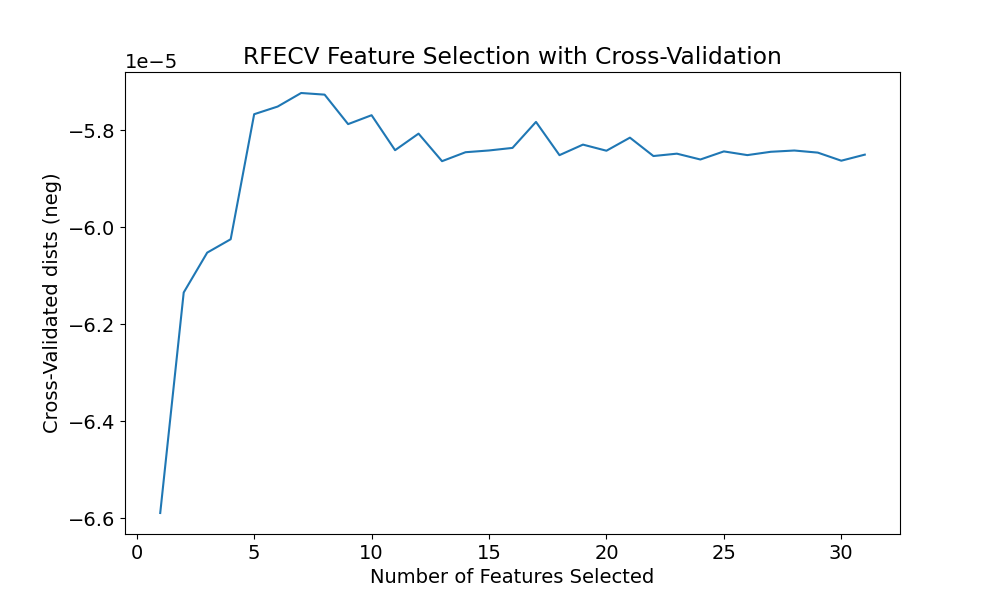 RFECV Feature Selection with Cross-Validation
1e−5
Cross-Validated dists (neg)
−5.8
−6.0
−6.2
−6.4
−6.6
0 5 10 15 20 25 30
Number of Features Selected